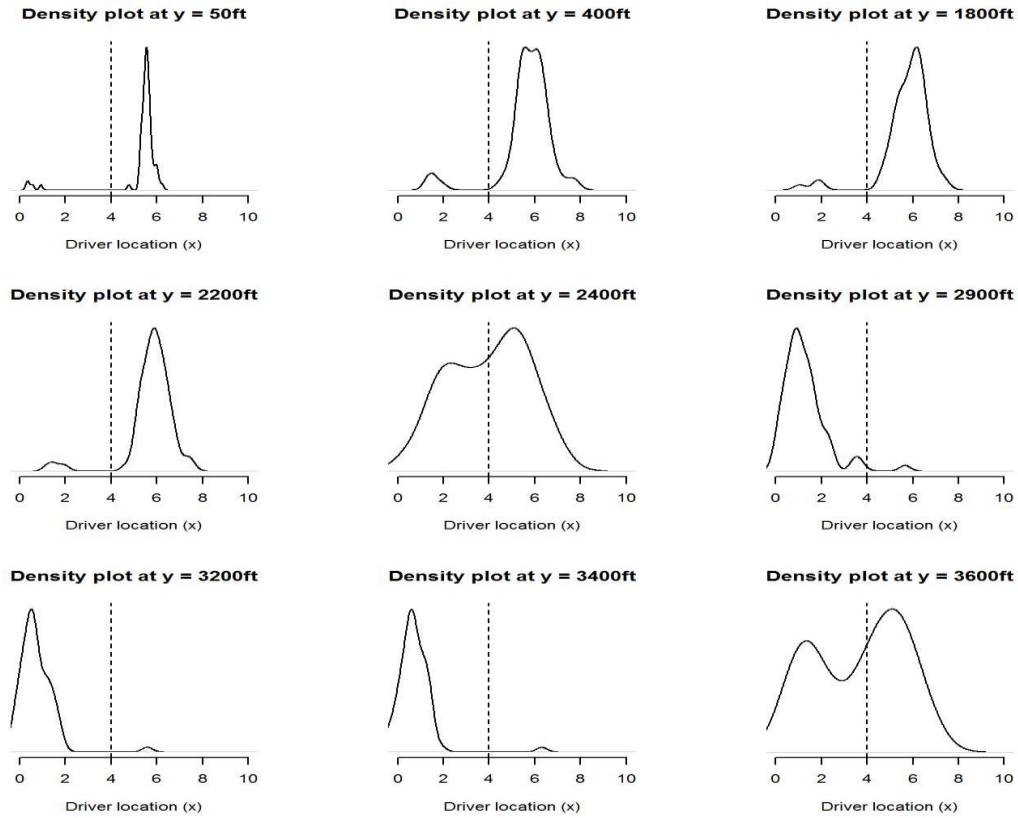 Density plot at y = 50ft
Density plot at y = 400ft
Density plot at y = 1800ft
0 2 4 6 8 10
0 2 4 6 8 10
0 2 4 6 8 10
Driver location (x)
Driver location (x)
Driver location (x)
Density plot at y = 2200ft
Density plot at y = 2400ft
Density plot at y = 2900ft
0 2 4 6 8 10
0 2 4 6 8 10
0 2 4 6 8 10
Driver location (x)
Driver location (x)
Driver location (x)
Density plot at y = 3200ft
Density plot at y = 3400ft
Density plot at y = 3600ft
0 2 4 6 8 10
0 2 4 6 8 10
0 2 4 6 8 10
Driver location (x)
Driver location (x)
Driver location (x)